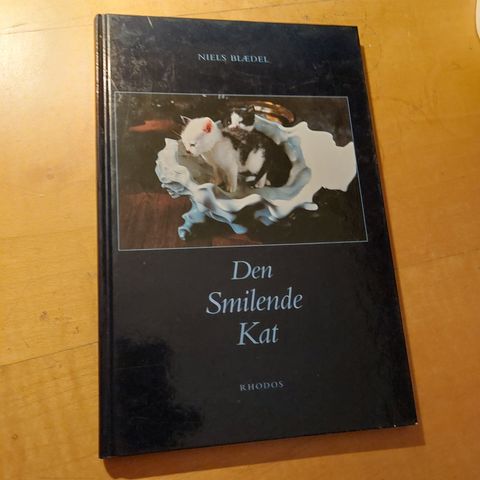 NIELS BLÆDEL
Den
Smilende
Kat
RHODOS